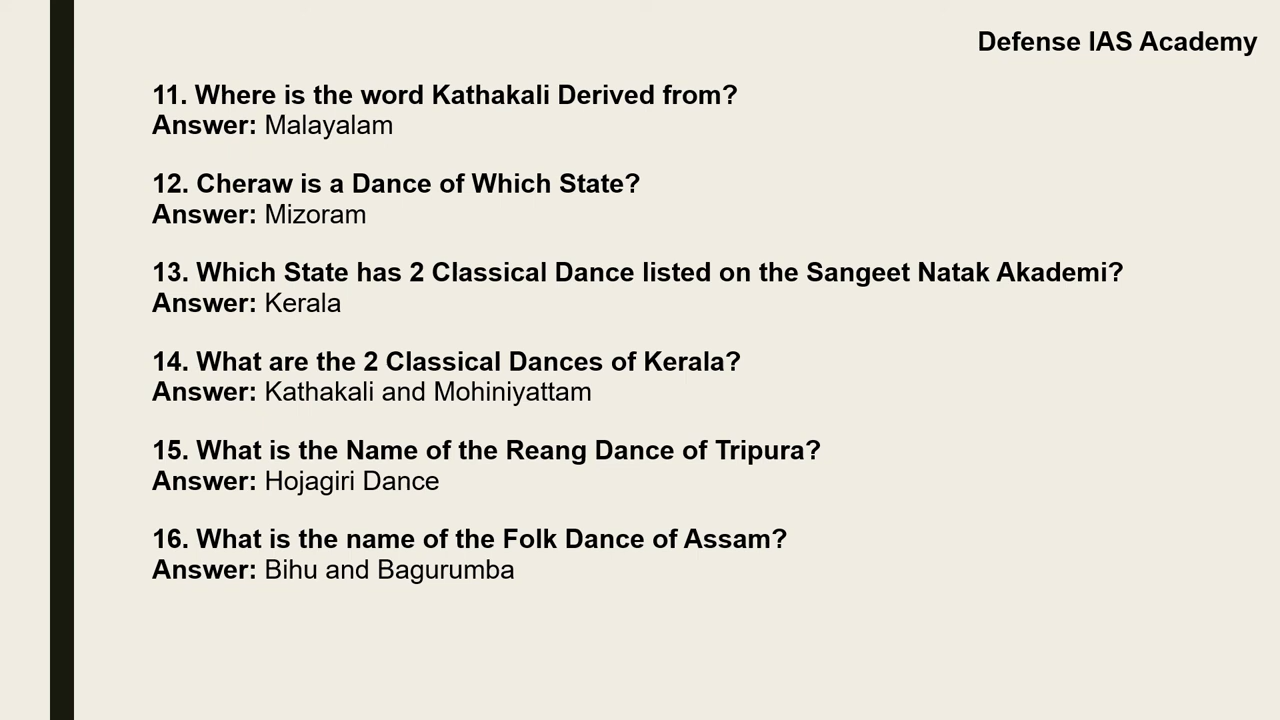 Defense IAS Academy
11. Where is the word Kathakali Derived from?
Answer: Malayalam
12. Cheraw is a Dance of Which State?
Answer: Mizoram
13. Which State has 2 Classical Dance listed on the Sangeet Natak Akademi?
Answer: Kerala
14. What are the 2 Classical Dances of Kerala?
Answer: Kathakali and Mohiniyattam
15. What is the Name of the Reang Dance of Tripura?
Answer: Hojagiri Dance
16. What is the name of the Folk Dance of Assam?
Answer: Bihu and Bagurumba